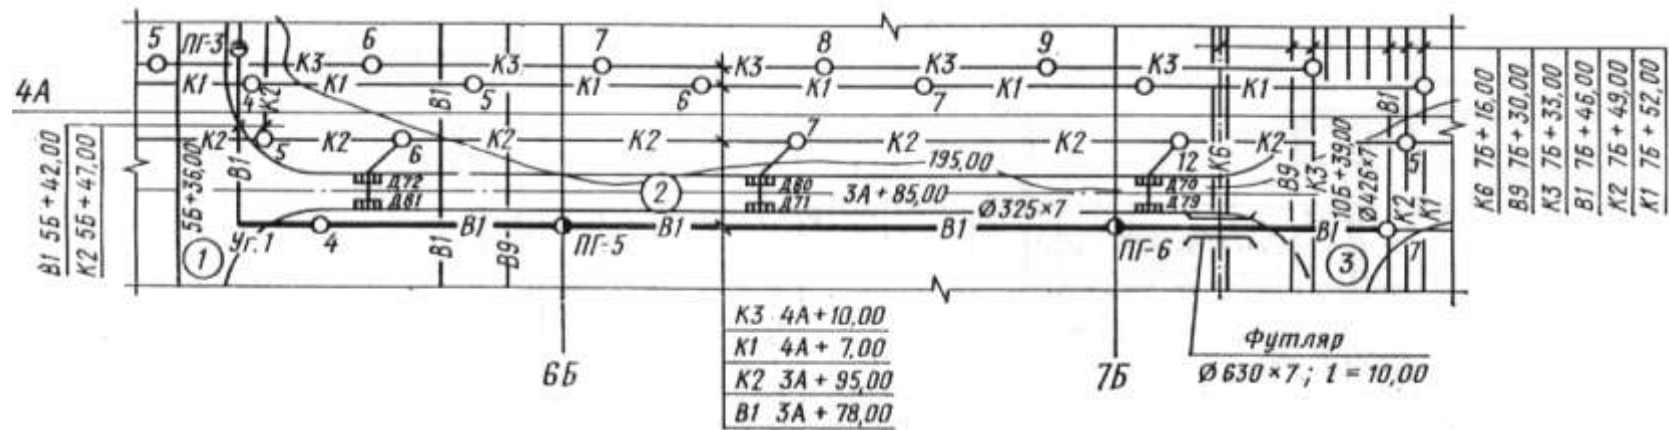 5 ПГ-3 6 7 8 9
К3 К3 К3 К3 К3
К1 К1 К1 К1 К1 К1
4 5 6 7
4А
К2 В1 В1
К2 К2 К2 К2 К2 К2 К2
5 6 7 12 5
В1 5Б+42,00
К2 5Б+47,00
5Б+36,00
В1
Д72
Д81
2
Д80
Д71
195,00
3А+85,00
Ø325×7
Д70
Д79
К6
В9
К3
10Б+39,00
Ø426×7
К2
К1
1
Уг.1 4 В1 ПГ-5 В1 В1 ПГ-6 В1 3 7
В1
В9
К6 7Б+16,00
В9 7Б+30,00
К3 7Б+33,00
В1 7Б+46,00
К2 7Б+49,00
К1 7Б+52,00
К3 4А+10,00
К1 4А+7,00
К2 3А+95,00
В1 3А+78,00
6Б
7Б
Футляр
Ø630×7; l=10,00